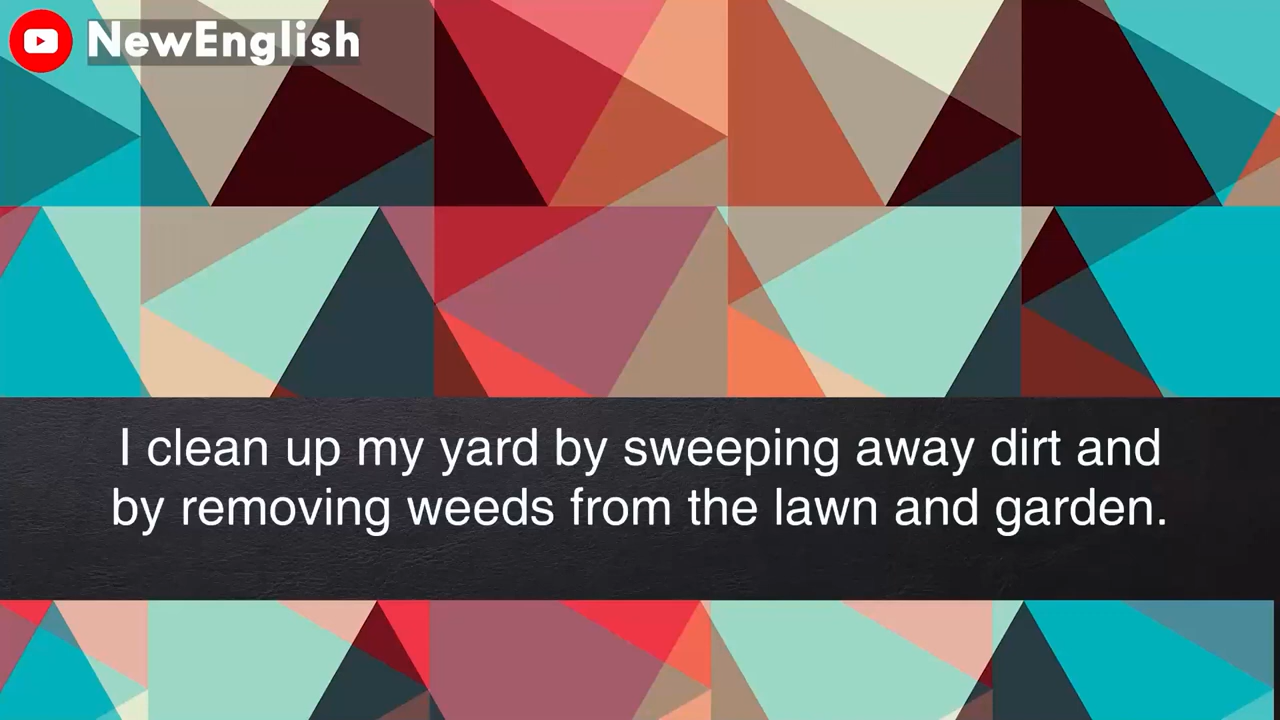 NewEnglish
I clean up my yard by sweeping away dirt and
by removing weeds from the lawn and garden.